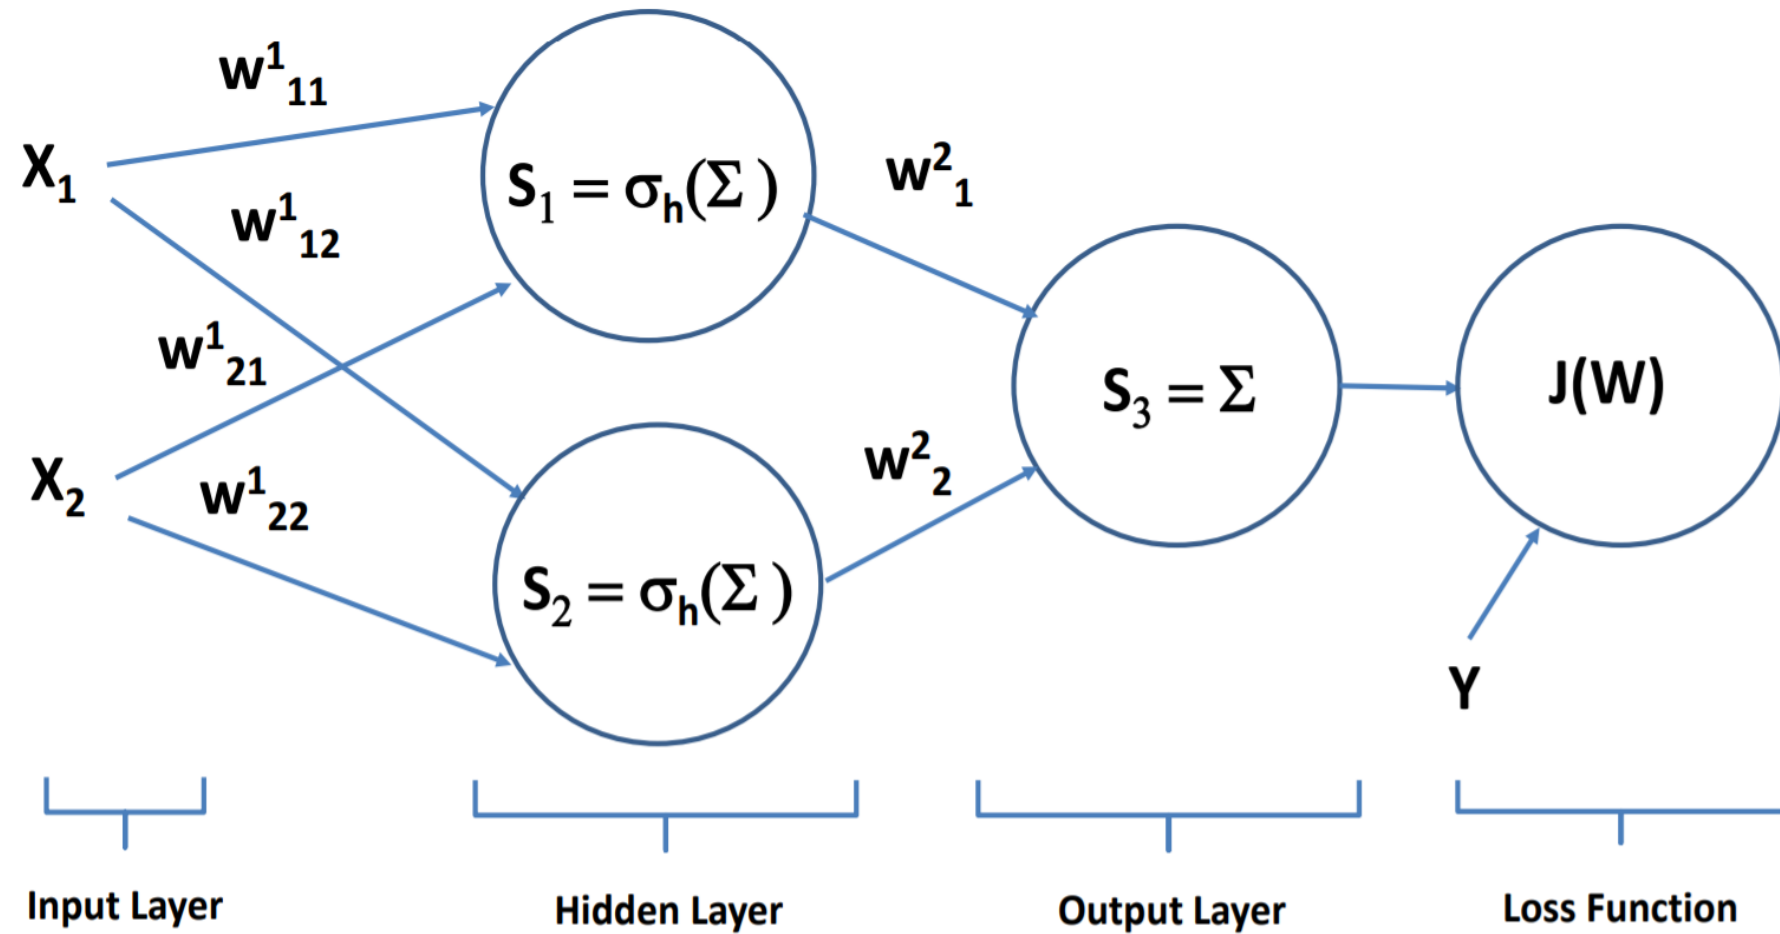 w¹₁₁
X₁
S₁ = σₕ(Σ)
w²₁
w¹₁₂
w¹₂₁
S₃ = Σ
J(W)
X₂
w¹₂₂
w²₂
S₂ = σₕ(Σ)
Y
Input Layer
Hidden Layer
Output Layer
Loss Function